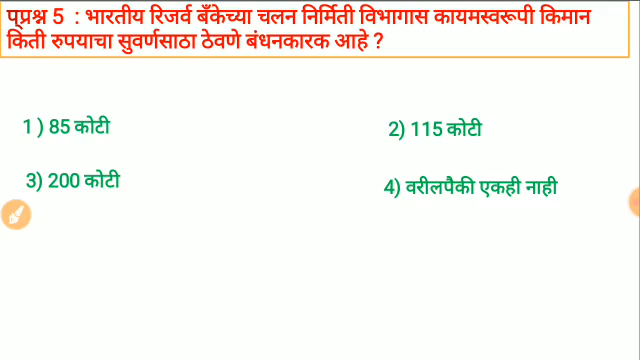 प्रश्न 5 : भारतीय रिजर्व बँकेच्या चलन निर्मिती विभागास कायमस्वरूपी किमान
किती रुपयाचा सुवर्णसाठा ठेवणे बंधनकारक आहे ?
1 ) 85 कोटी
2) 115 कोटी
3) 200 कोटी
4) वरीलपैकी एकही नाही